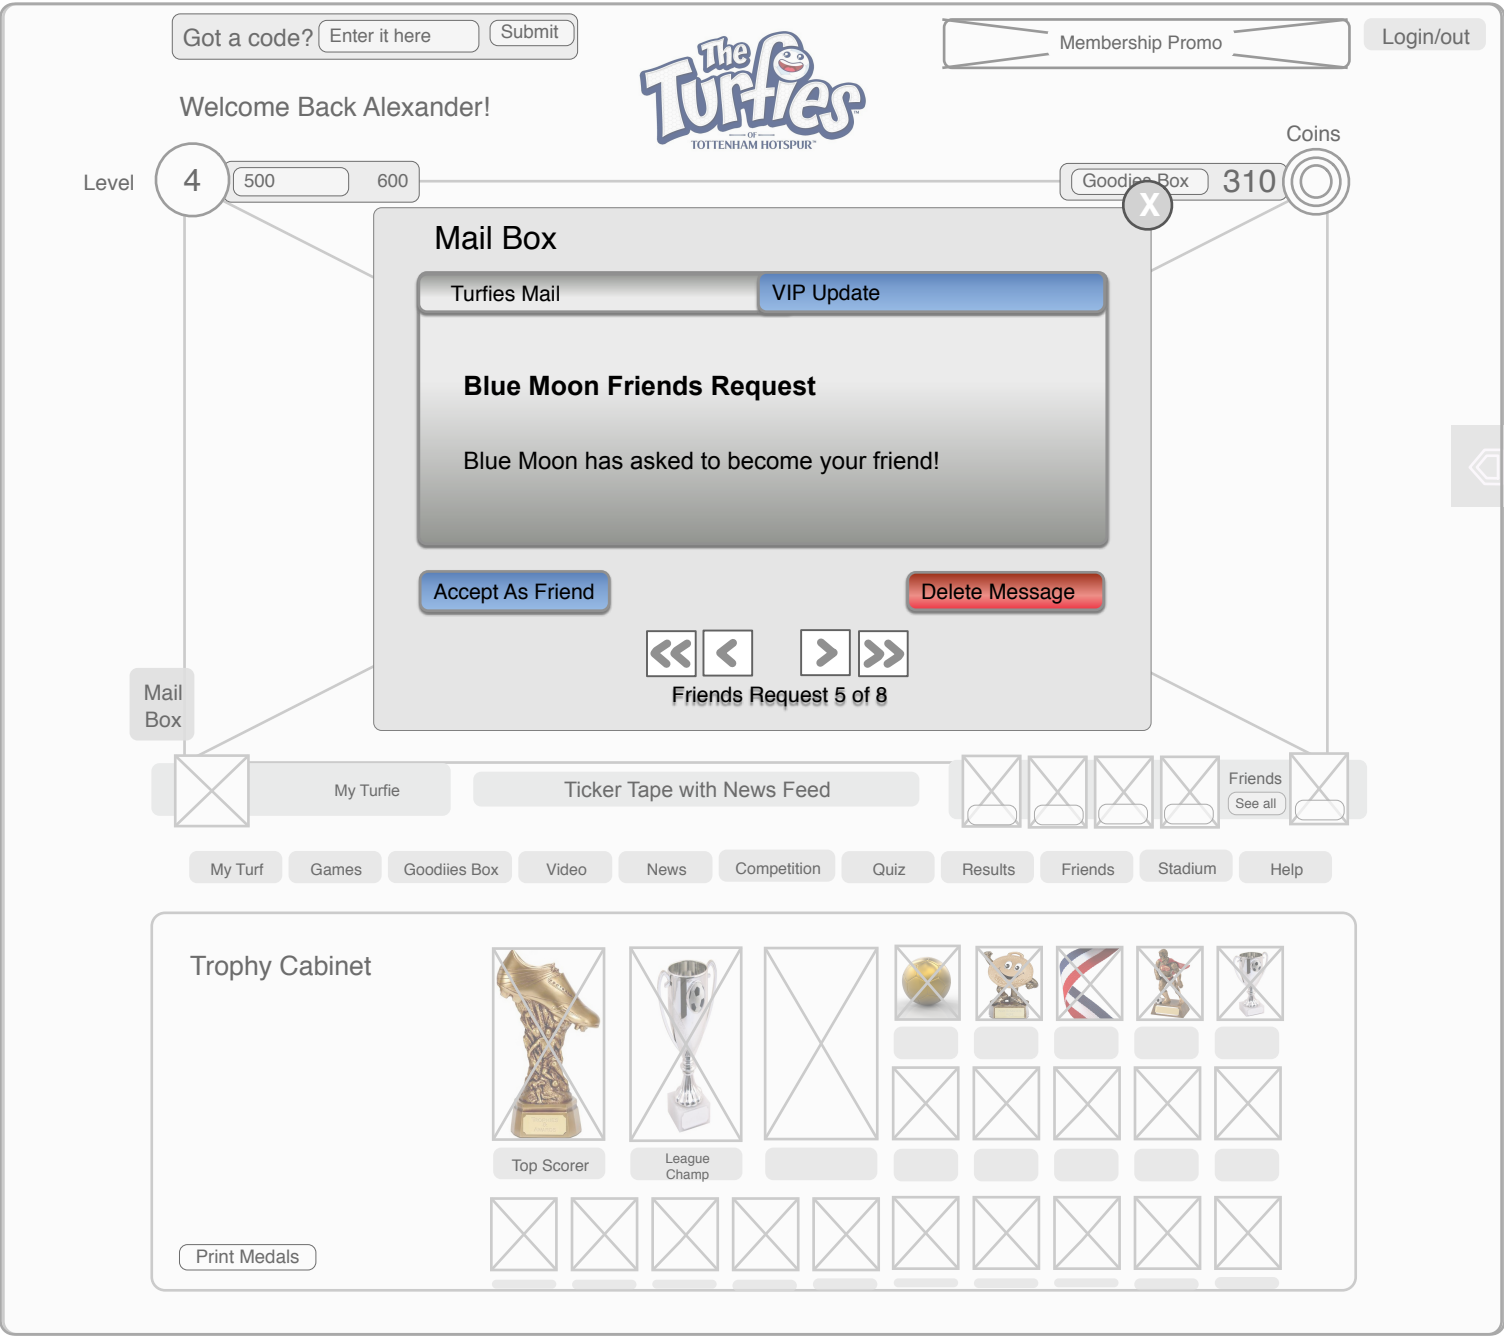 Got a code?
Enter it here
Submit
The
Turfies
OF
TOTTENHAM HOTSPUR™
Membership Promo
Login/out
Welcome Back Alexander!
Coins
Level
4
500
600
Goodies Box
310
X
Mail Box
Turfies Mail
VIP Update
Blue Moon Friends Request
Blue Moon has asked to become your friend!
Accept As Friend
Delete Message
<<
<
>
>>
Friends Request 5 of 8
Mail
Box
My Turfie
Ticker Tape with News Feed
Friends
See all
My Turf
Games
Goodiies Box
Video
News
Competition
Quiz
Results
Friends
Stadium
Help
Trophy Cabinet
Top Scorer
League
Champ
Print Medals